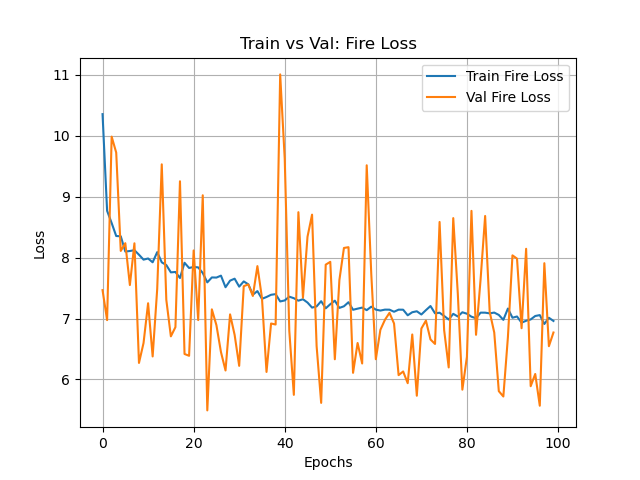 Train vs Val: Fire Loss
Train Fire Loss
Val Fire Loss
11
10
9
8
7
6
Loss
0 20 40 60 80 100
Epochs